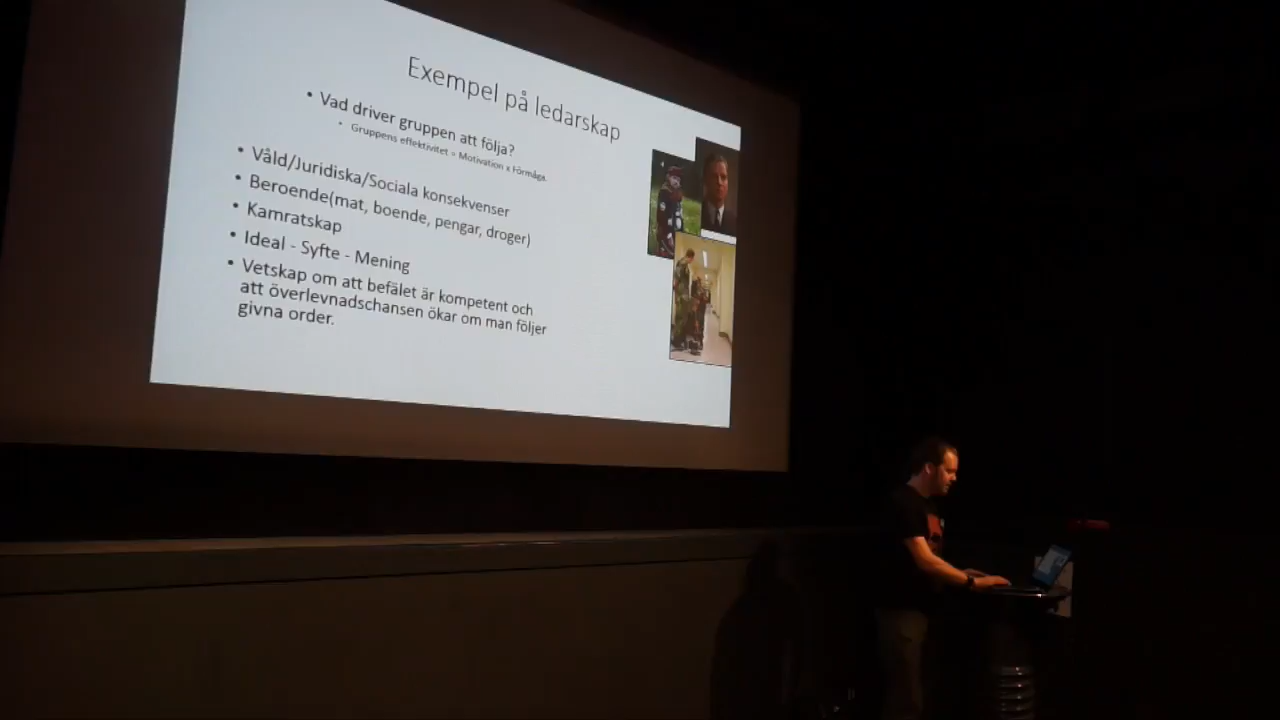 Exempel på ledarskap
• Vad driver gruppen att följa?
• Gruppens effektivitet = Motivation x Förmåga.
• Våld/Juridiska/Sociala konsekvenser
• Beroende(mat, boende, pengar, droger)
• Kamratskap
• Ideal - Syfte - Mening
• Vetskap om att befälet är kompetent och
att överlevnadschansen ökar om man följer
givna order.